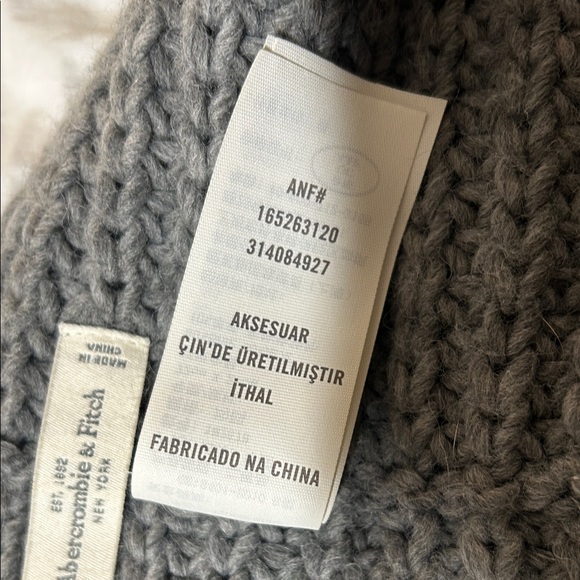 ANF#
165263120
314084927
AKSESUAR
ÇIN'DE ÜRETILMIŞTIR
İTHAL
FABRICADO NA CHINA
MADE IN
CHINA
EST. 1892
Abercrombie & Fitch
NEW YORK